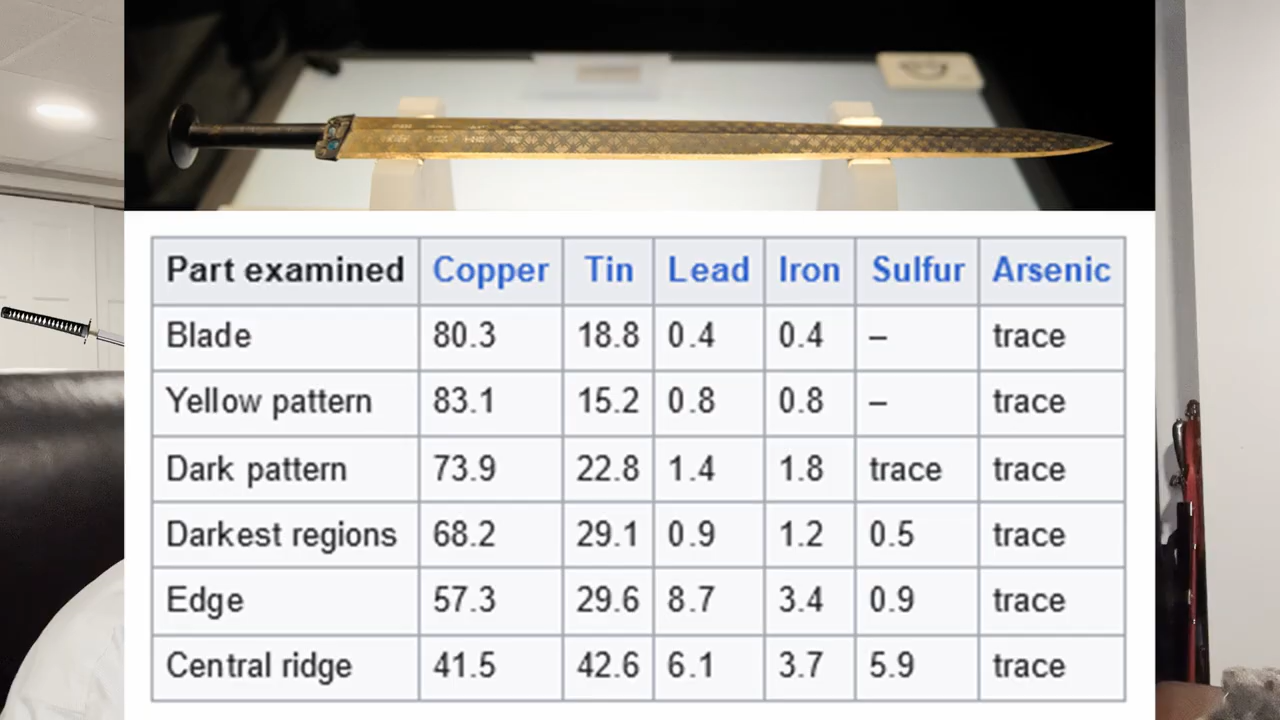 Part examined Copper Tin Lead Iron Sulfur Arsenic
Blade 80.3 18.8 0.4 0.4 – trace
Yellow pattern 83.1 15.2 0.8 0.8 – trace
Dark pattern 73.9 22.8 1.4 1.8 trace trace
Darkest regions 68.2 29.1 0.9 1.2 0.5 trace
Edge 57.3 29.6 8.7 3.4 0.9 trace
Central ridge 41.5 42.6 6.1 3.7 5.9 trace